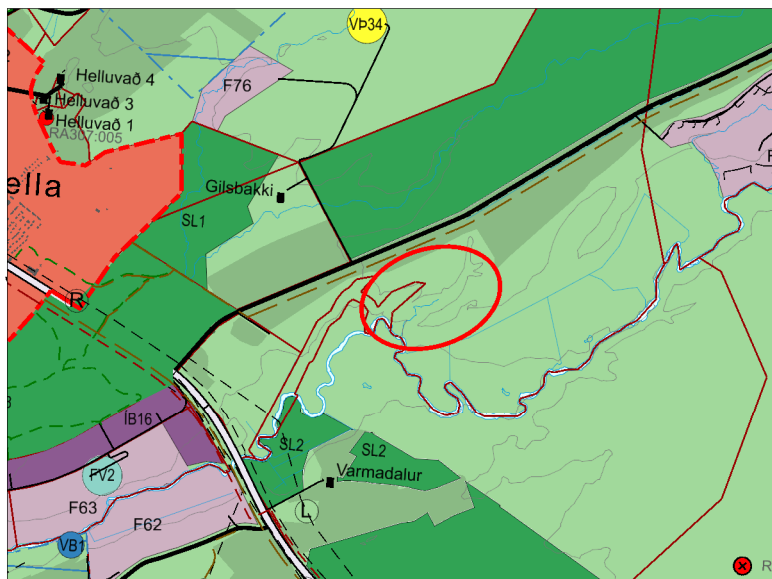 VÞ34
Helluvað 4
F76
Helluvað 3
Helluvað 1
RA307:005
ella
Gilsbakki
SL1
R
ÍB16
SL2
SL2
Varmadalur
FV2
F63
F62
L
VB1
R